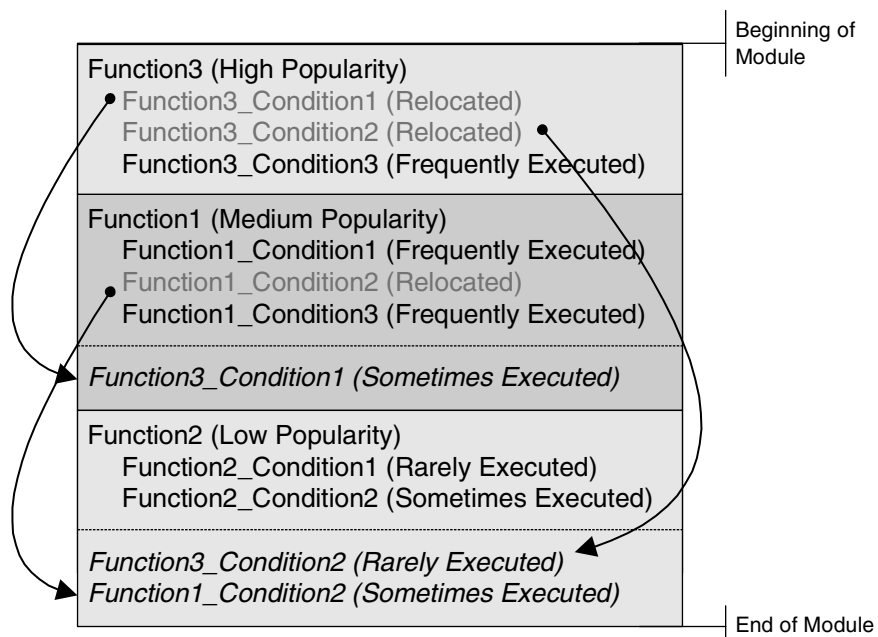 Beginning of
Module
Function3 (High Popularity)
Function3_Condition1 (Relocated)
Function3_Condition2 (Relocated)
Function3_Condition3 (Frequently Executed)
Function1 (Medium Popularity)
Function1_Condition1 (Frequently Executed)
Function1_Condition2 (Relocated)
Function1_Condition3 (Frequently Executed)
Function3_Condition1 (Sometimes Executed)
Function2 (Low Popularity)
Function2_Condition1 (Rarely Executed)
Function2_Condition2 (Sometimes Executed)
Function3_Condition2 (Rarely Executed)
Function1_Condition2 (Sometimes Executed)
End of Module